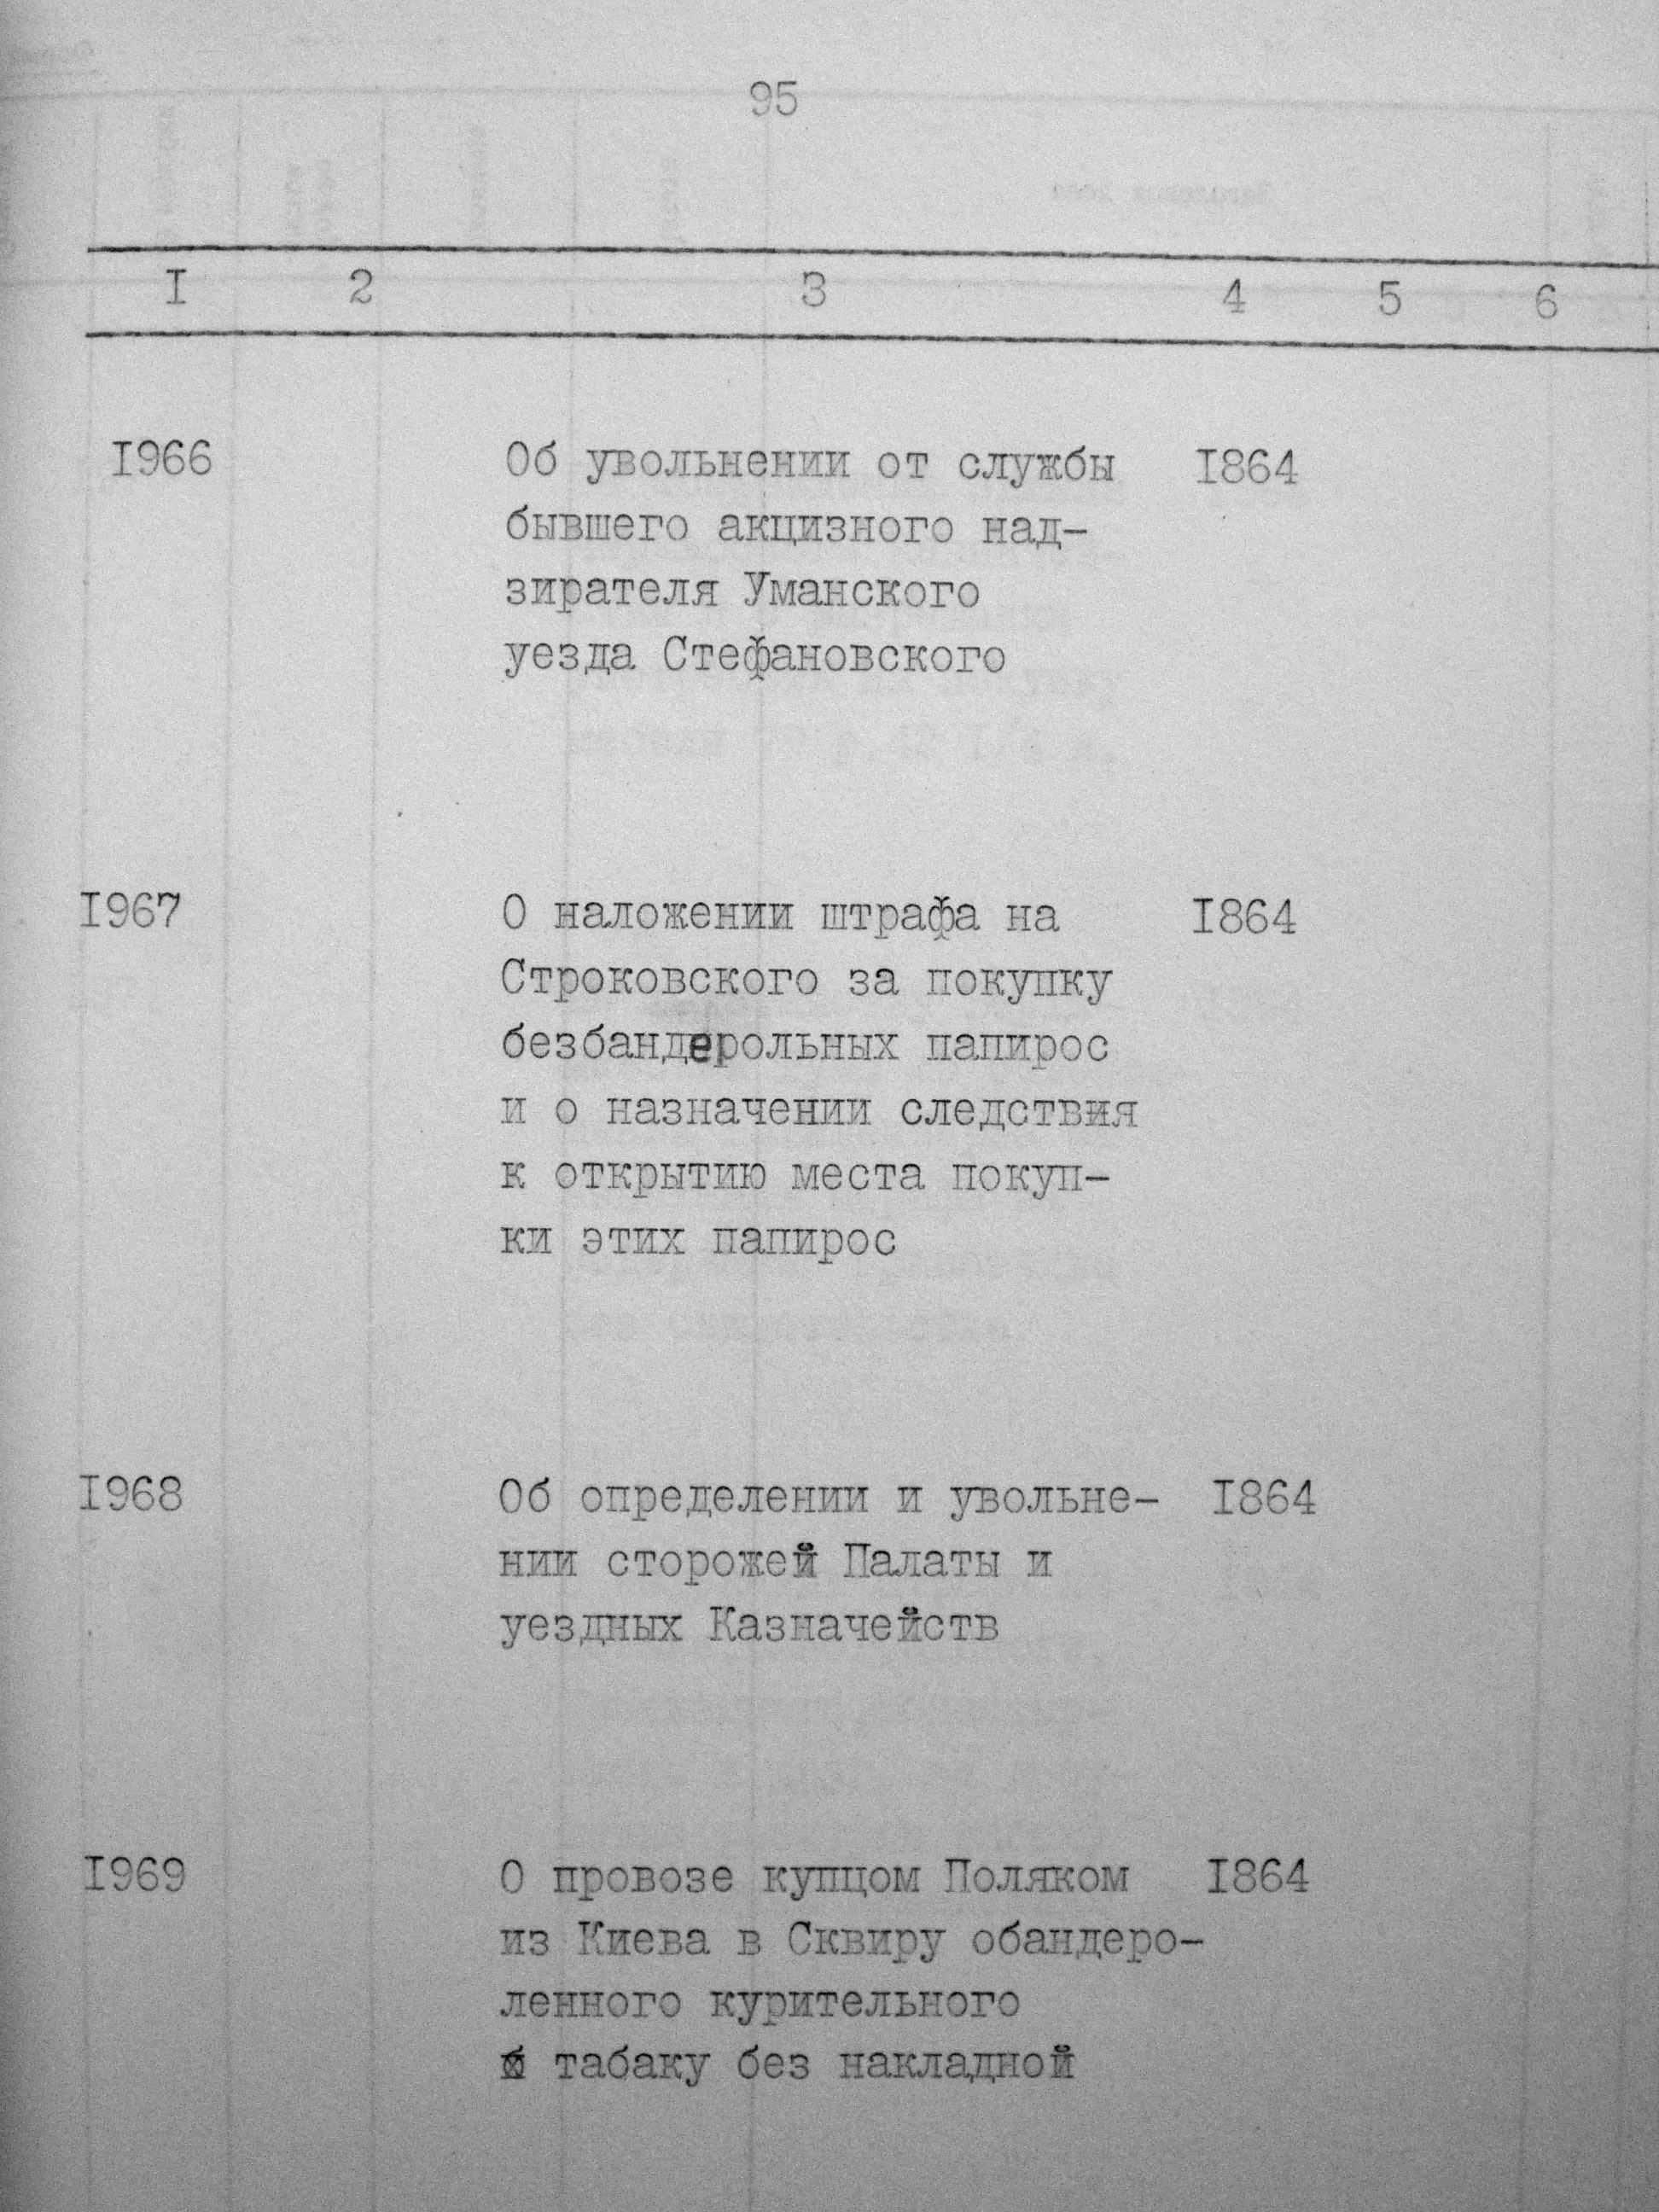 95
I 2 3 4 5 6
I966 Об увольнении от службы I864
бывшего акцизного над-
зирателя Уманского
уезда Стефановского
I967 О наложении штрафа на I864
Строковского за покупку
безбандерольных папирос
и о назначении следствия
к открытию места покуп-
ки этих папирос
I968 Об определении и увольне- I864
нии сторожей Палаты и
уездных Казначейств
I969 О провозе купцом Поляком I864
из Киева в Сквиру обандеро-
ленного курительного
табаку без накладной